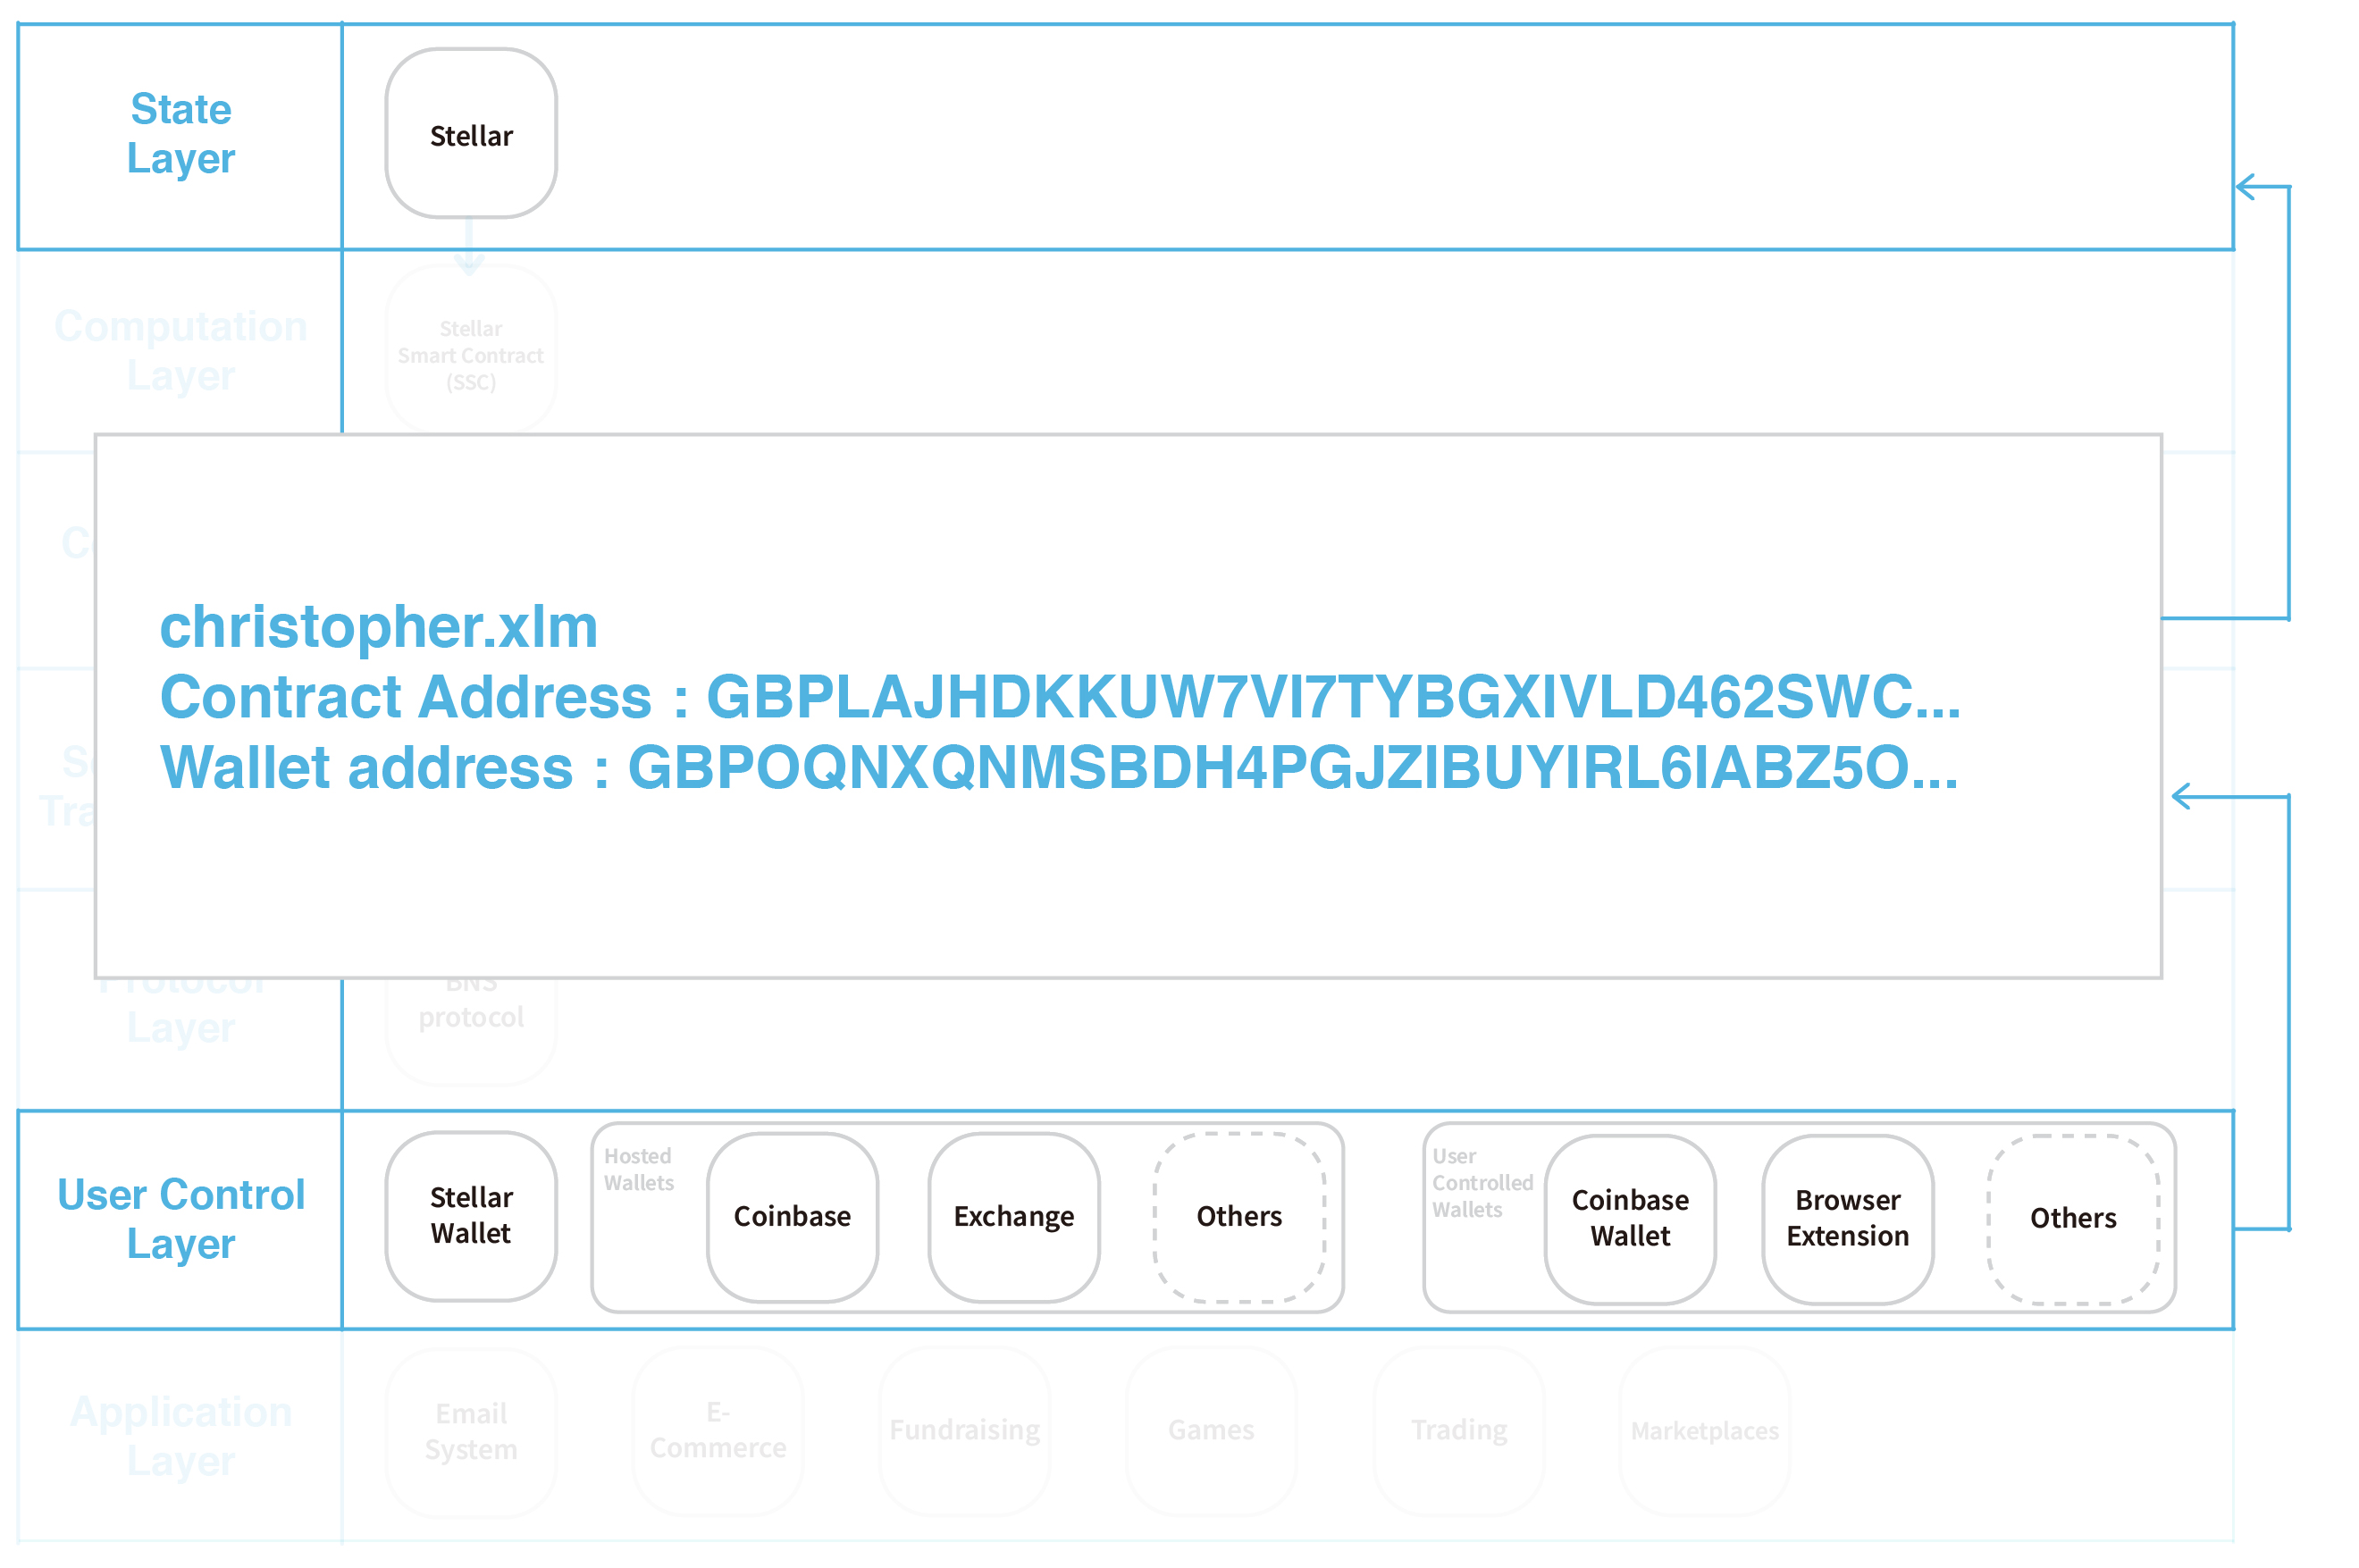 State
Layer
Stellar
Computation
Layer
Stellar
Smart Contract
(SSC)
christopher.xlm
Contract Address : GBPLAJHDKKUW7VI7TYBGXIVLD462SWC...
Wallet address : GBPOQNXQNMSBDH4PGJZIBUYIRL6IABZ5O...
Protocol
Layer
BNS
protocol
User Control
Layer
Stellar
Wallet
Hosted
Wallets
Coinbase
Exchange
Others
User
Controlled
Wallets
Coinbase
Wallet
Browser
Extension
Others
Application
Layer
Email
System
E-
Commerce
Fundraising
Games
Trading
Marketplaces